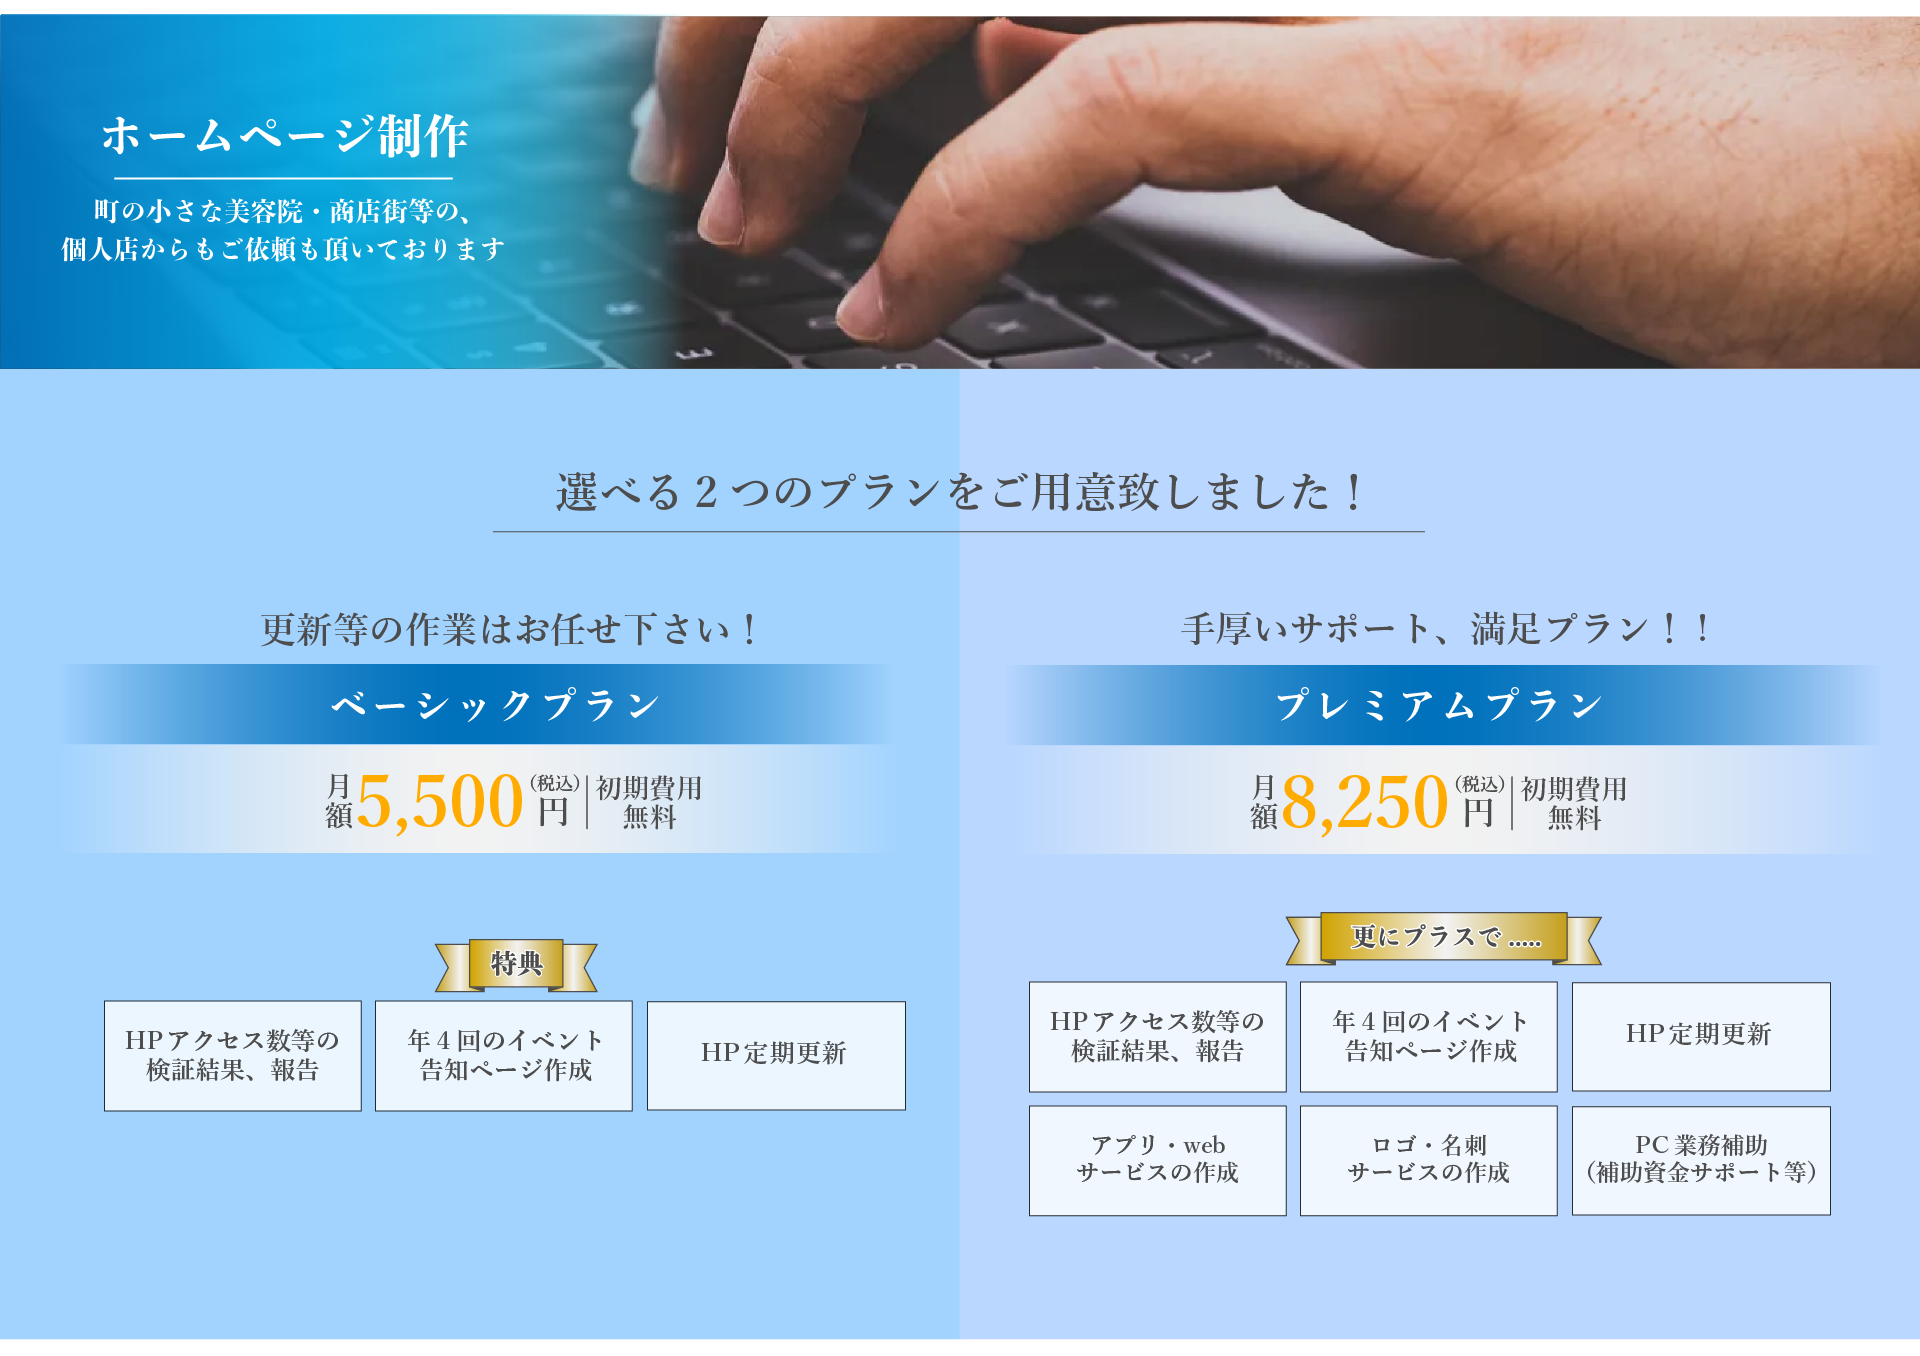 ホームページ制作
町の小さな美容院・商店街等の、
個人店からもご依頼も頂いております
選べる2つのプランをご用意致しました！
更新等の作業はお任せ下さい！
ベーシックプラン
月額5,500円(税込)
初期費用
無料
特典
HPアクセス数等の
検証結果、報告
年4回のイベント
告知ページ作成
HP定期更新
手厚いサポート、満足プラン！！
プレミアムプラン
月額8,250円(税込)
初期費用
無料
更にプラスで.....
HPアクセス数等の
検証結果、報告
年4回のイベント
告知ページ作成
HP定期更新
アプリ・web
サービスの作成
ロゴ・名刺
サービスの作成
PC業務補助
（補助資金サポート等）